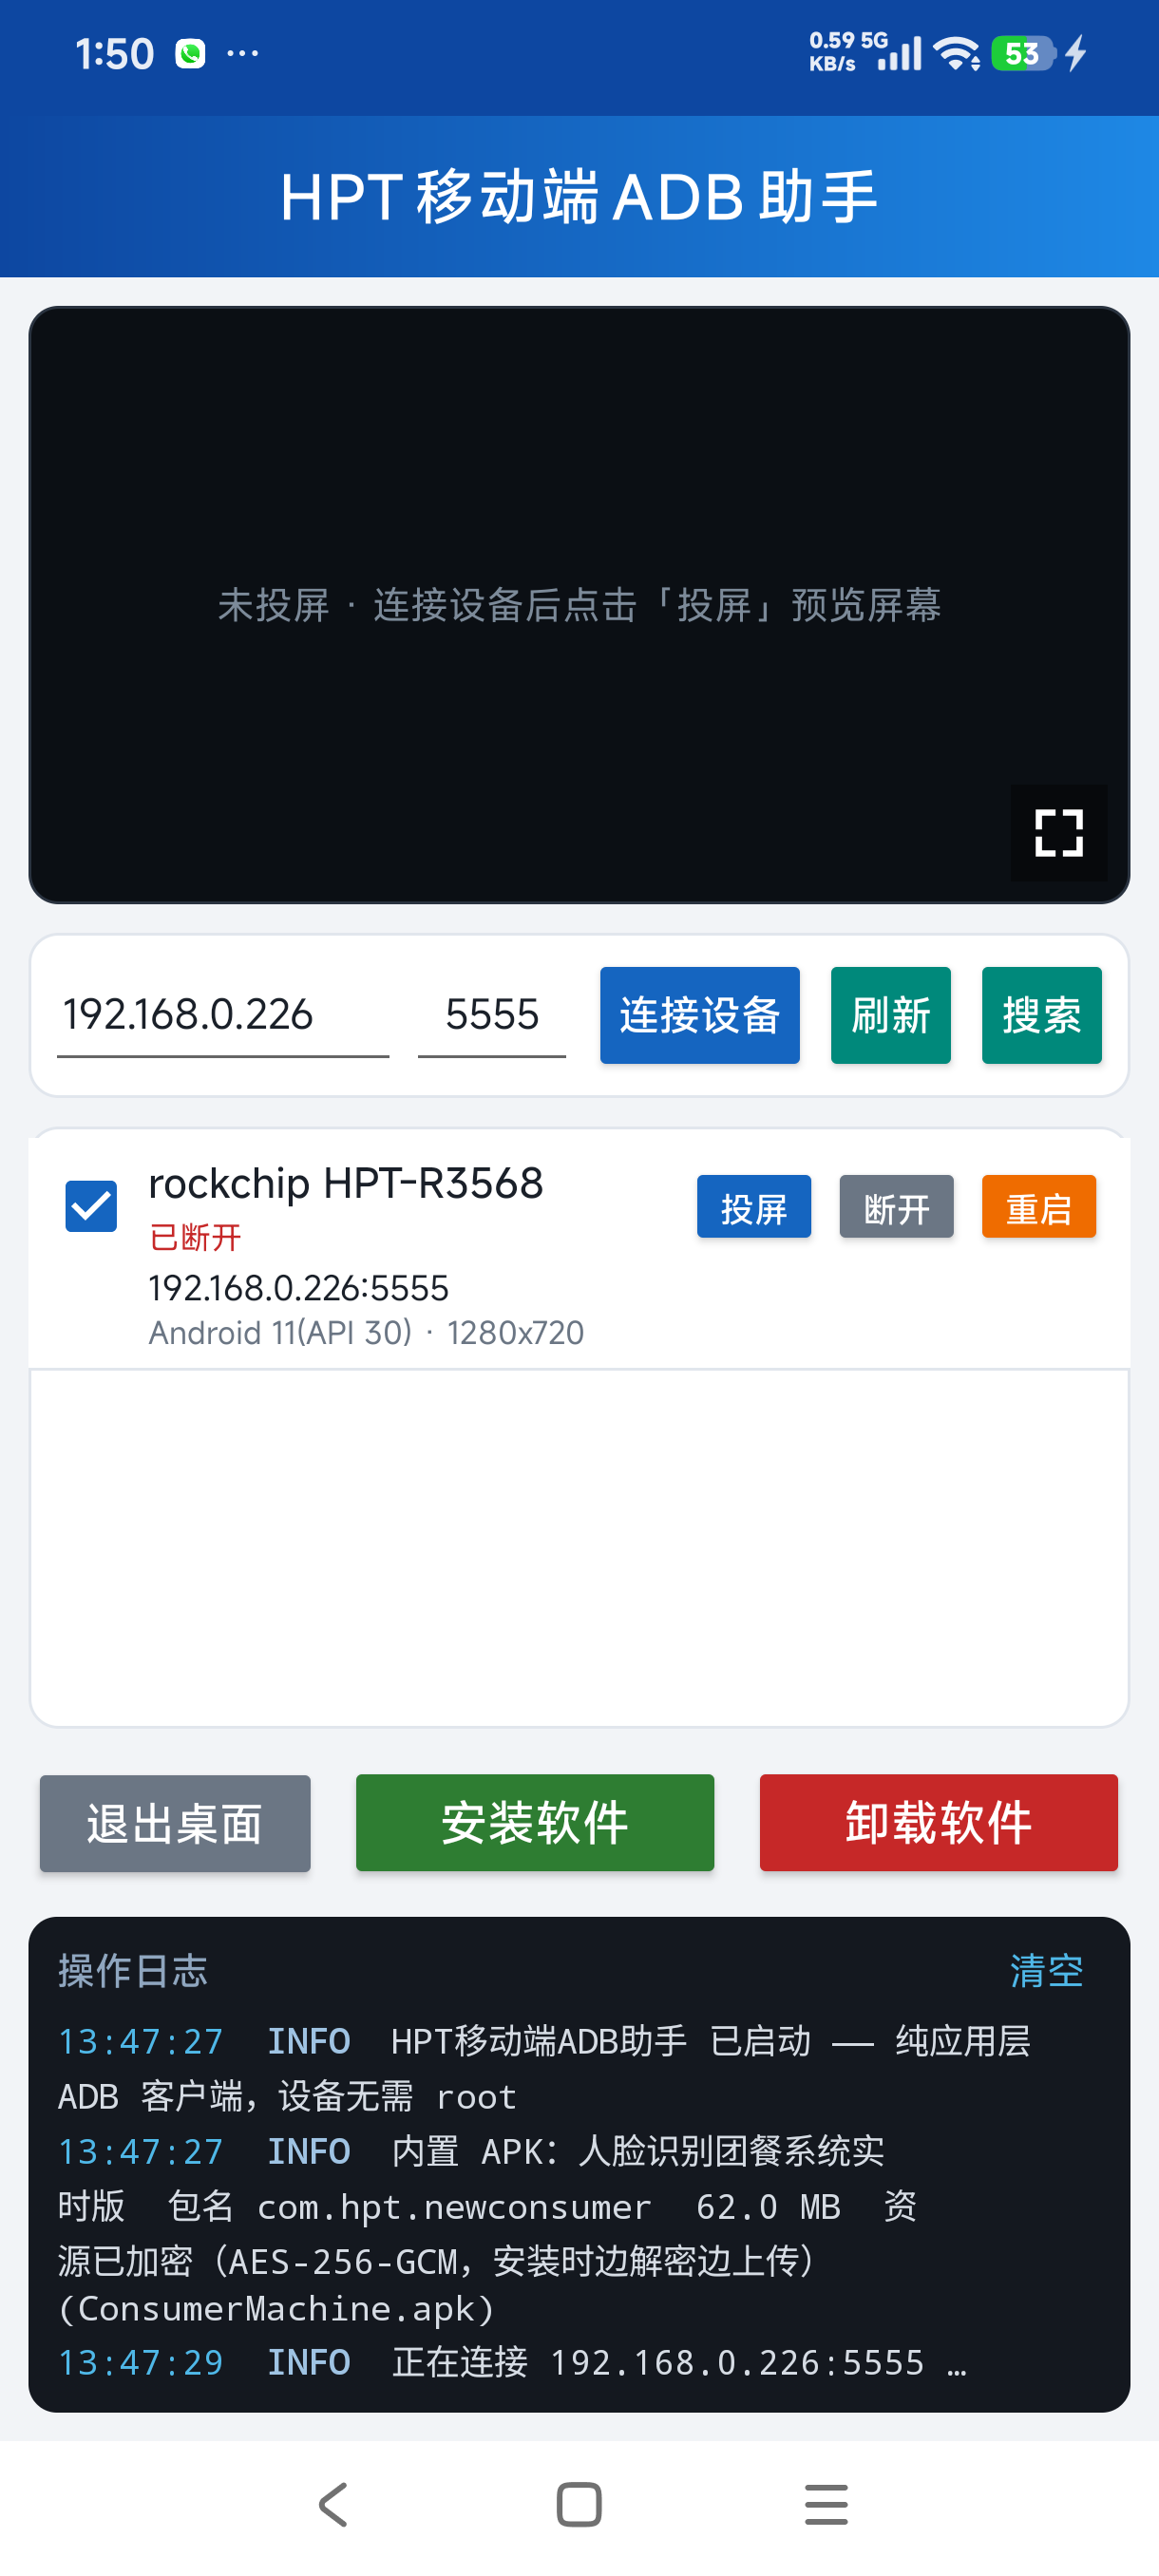 1:50 ···
0.59 KB/s 5G 53
HPT移动端ADB助手
未投屏 · 连接设备后点击「投屏」预览屏幕
192.168.0.226 5555 连接设备 刷新 搜索
rockchip HPT-R3568 投屏 断开 重启
已断开
192.168.0.226:5555
Android 11(API 30) · 1280x720
退出桌面 安装软件 卸载软件
操作日志 清空
13:47:27 INFO HPT移动端ADB助手 已启动 —— 纯应用层
ADB 客户端，设备无需 root
13:47:27 INFO 内置 APK：人脸识别团餐系统实
时版 包名 com.hpt.newconsumer 62.0 MB 资
源已加密（AES-256-GCM，安装时边解密边上传）
(ConsumerMachine.apk)
13:47:29 INFO 正在连接 192.168.0.226:5555 …